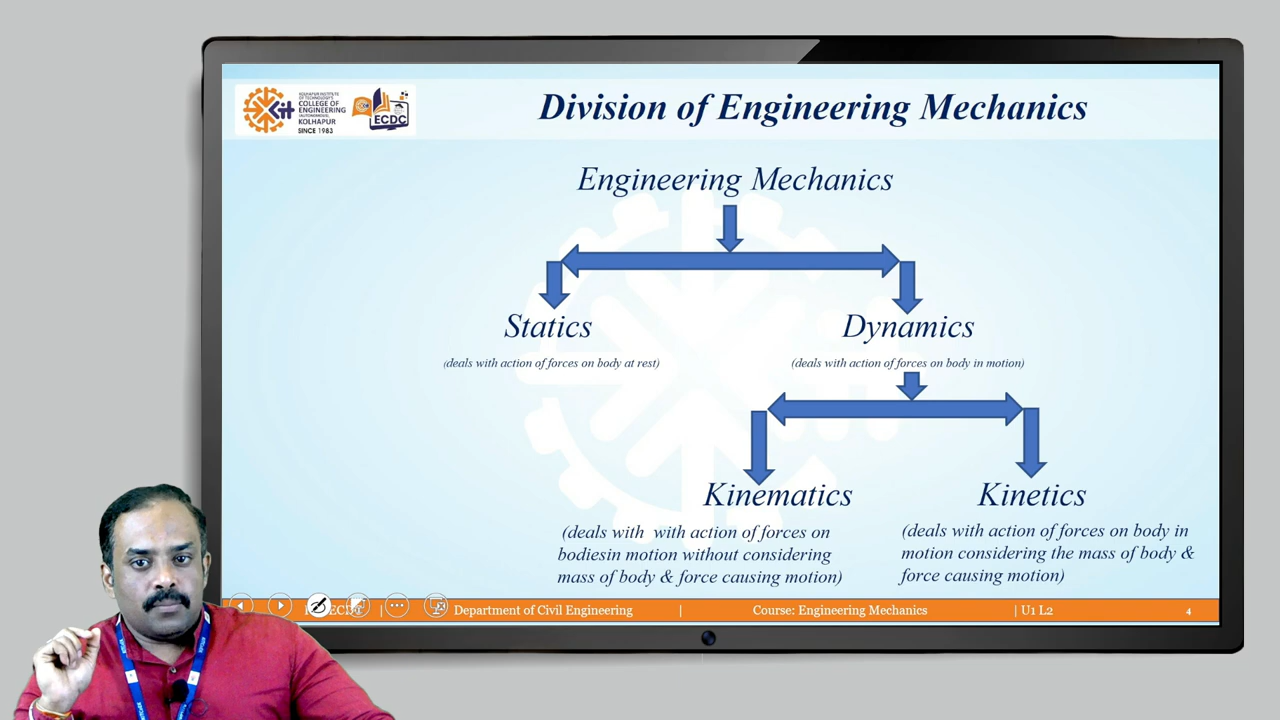 Division of Engineering Mechanics
KOLHAPUR INSTITUTE
OF TECHNOLOGY'S
COLLEGE OF
ENGINEERING
(AUTONOMOUS),
KOLHAPUR
SINCE 1983
ECDC
Engineering Mechanics
Statics
Dynamics
(deals with action of forces on body at rest)
(deals with action of forces on body in motion)
Kinematics
Kinetics
(deals with with action of forces on
bodiesin motion without considering
mass of body & force causing motion)
(deals with action of forces on body in
motion considering the mass of body &
force causing motion)
| Department of Civil Engineering | Course: Engineering Mechanics | U1 L2 4